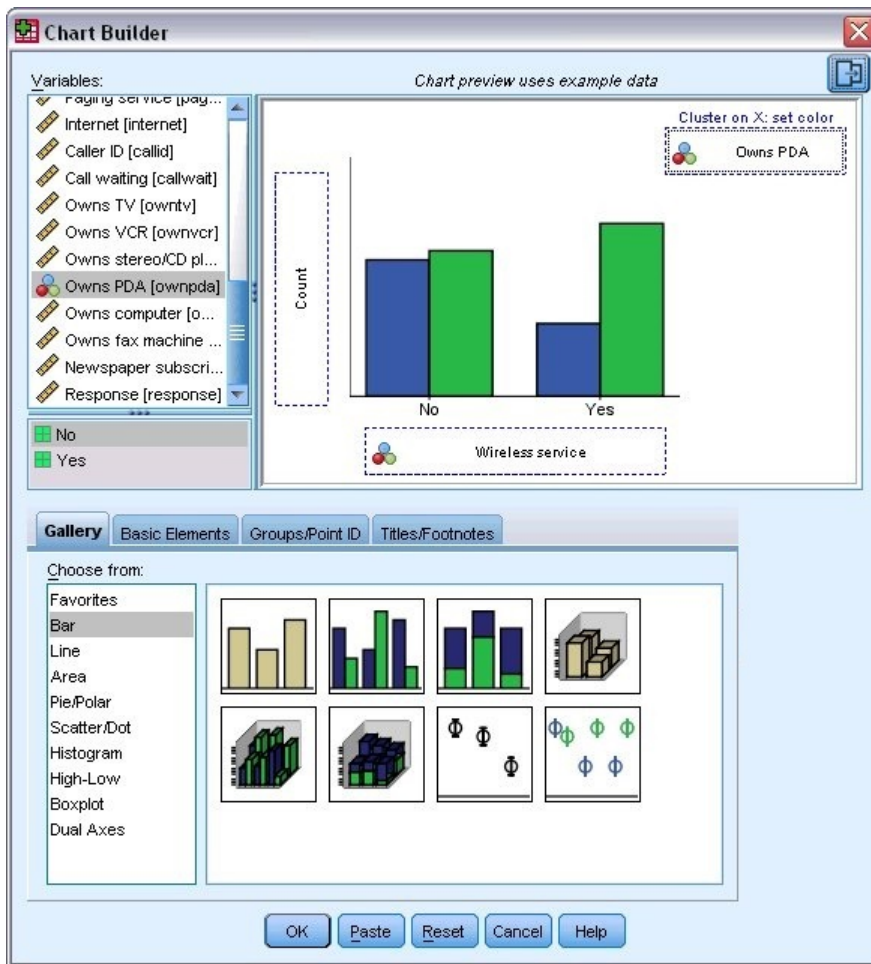 Chart Builder
Variables:
Chart preview uses example data
Paging service [pag...
Internet [internet]
Caller ID [callid]
Call waiting [callwait]
Owns TV [owntv]
Owns VCR [ownvcr]
Owns stereo/CD pl...
Owns PDA [ownpda]
Owns computer [o...
Owns fax machine ...
Newspaper subscri...
Response [response]
No
Yes
Cluster on X: set color
Owns PDA
Count
No Yes
Wireless service
Gallery Basic Elements Groups/Point ID Titles/Footnotes
Choose from:
Favorites
Bar
Line
Area
Pie/Polar
Scatter/Dot
Histogram
High-Low
Boxplot
Dual Axes
OK Paste Reset Cancel Help